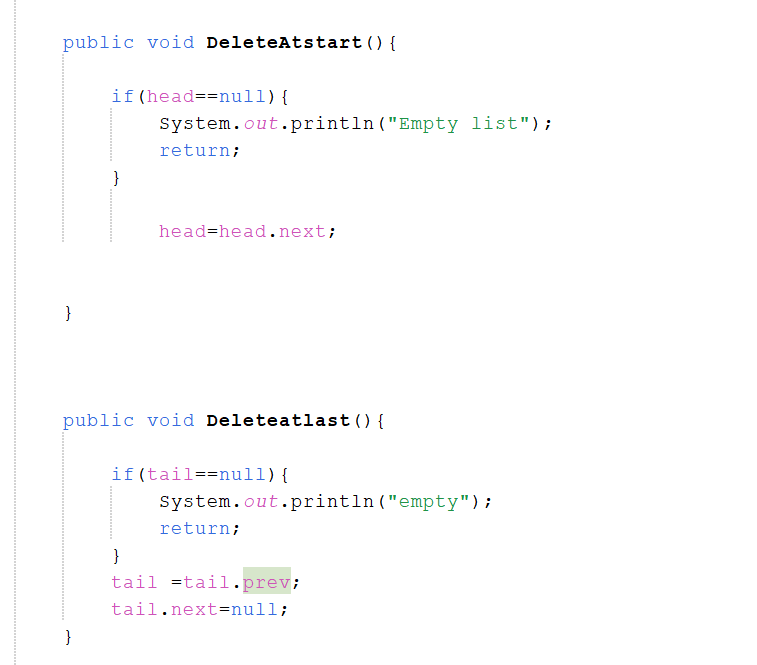 public void DeleteAtstart(){
if(head==null){
System.out.println("Empty list");
return;
}
head=head.next;
}
public void Deleteatlast(){
if(tail==null){
System.out.println("empty");
return;
}
tail =tail.prev;
tail.next=null;
}